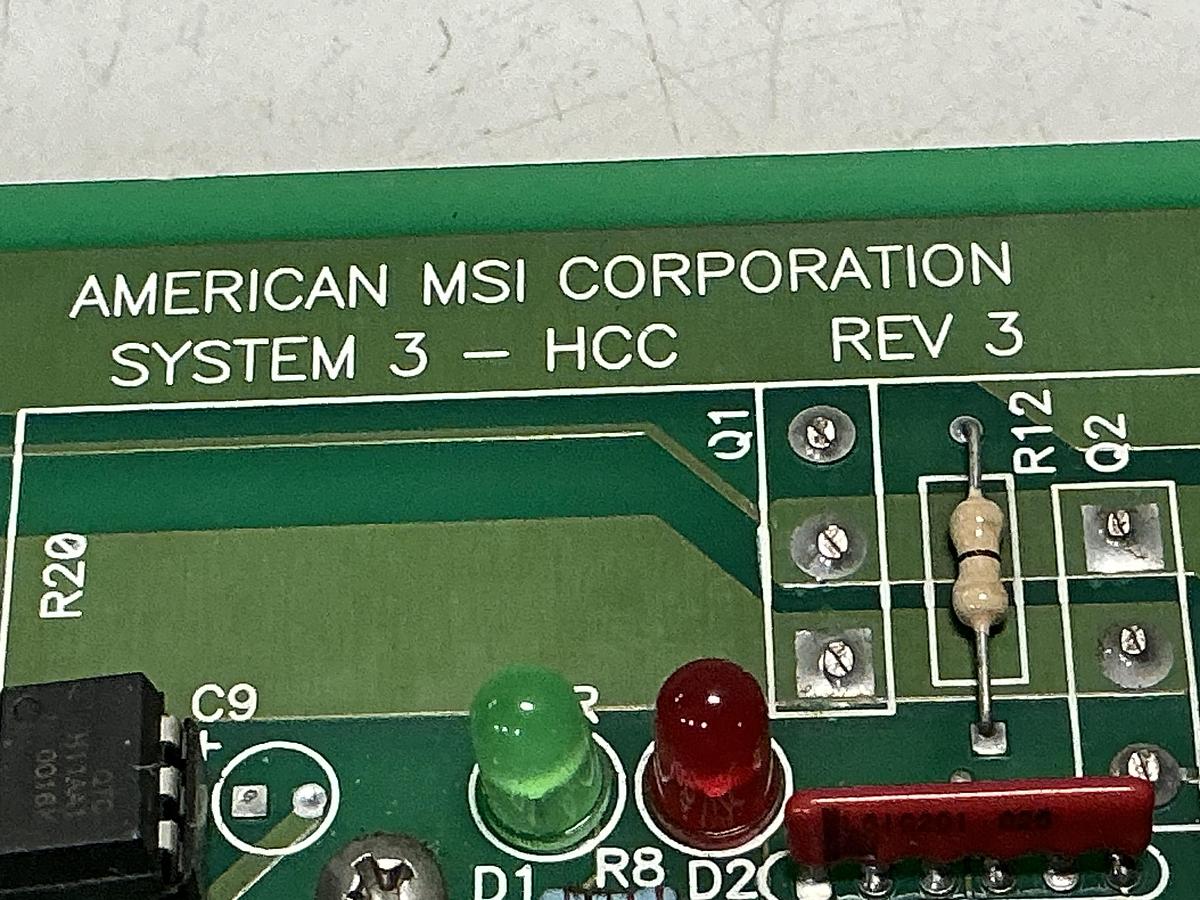 AMERICAN MSI CORPORATION
SYSTEM 3 - HCC REV 3
Q1
R12
Q2
R20
C9
R
D1
R8
D2